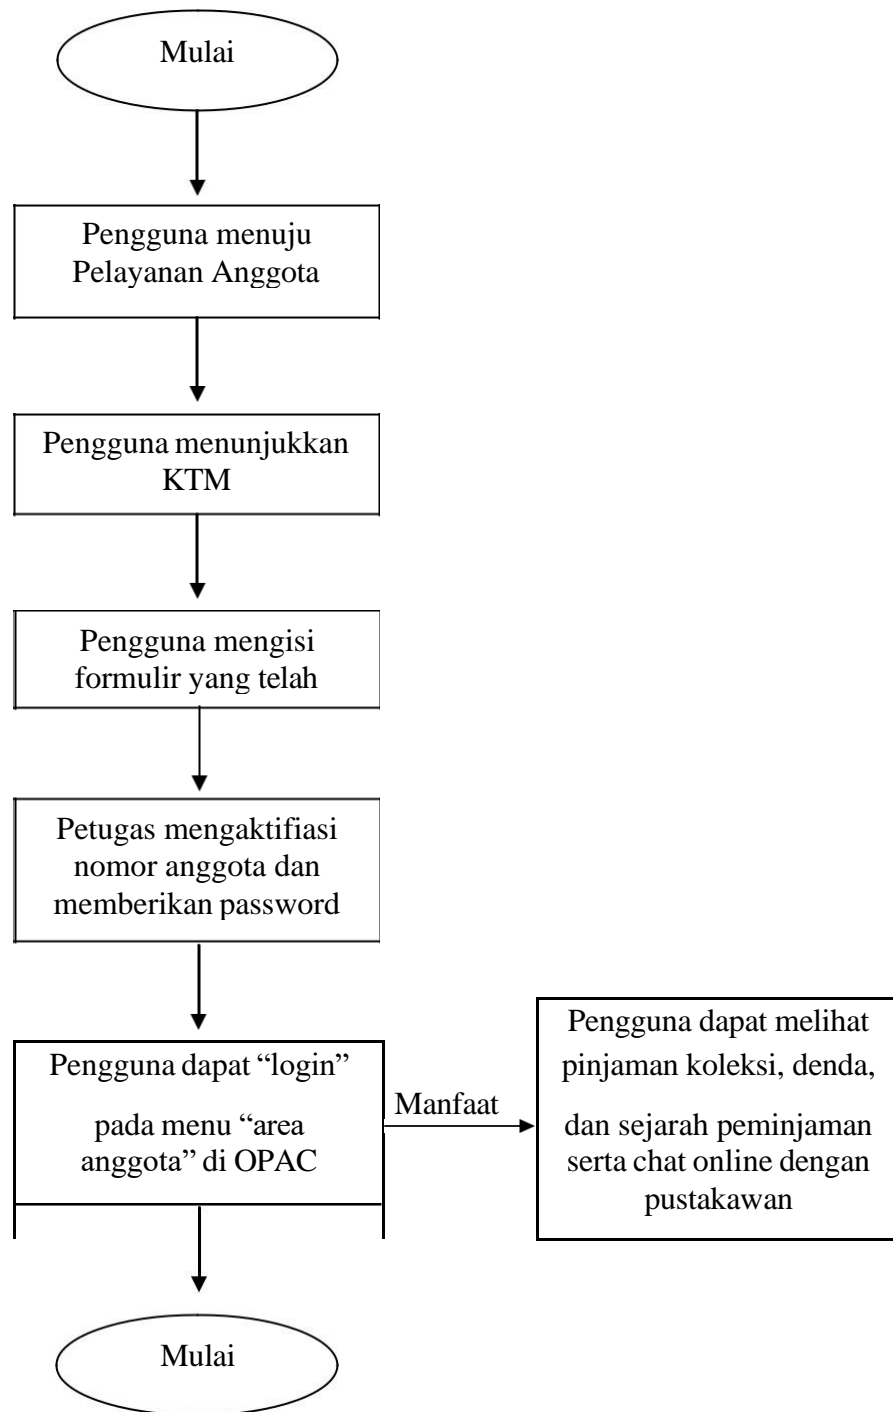 Mulai
Pengguna menuju
Pelayanan Anggota
Pengguna menunjukkan
KTM
Pengguna mengisi
formulir yang telah
Petugas mengaktifiasi
nomor anggota dan
memberikan password
Pengguna dapat “login”
pada menu “area
anggota” di OPAC
Manfaat
Pengguna dapat melihat
pinjaman koleksi, denda,
dan sejarah peminjaman
serta chat online dengan
pustakawan
Mulai